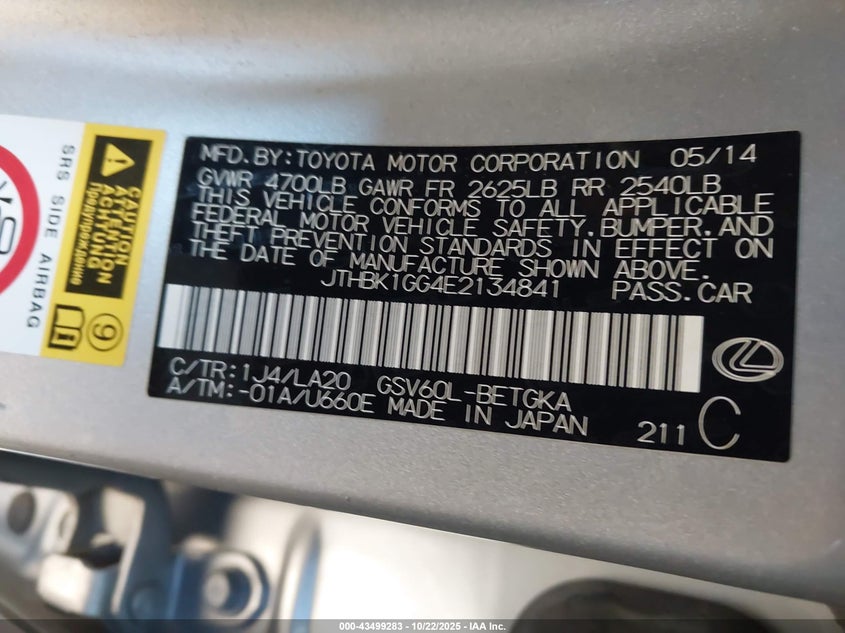 MFD.BY:TOYOTA MOTOR CORPORATION 05/14
GVWR 4700LB GAWR FR 2625LB RR 2540LB
THIS VEHICLE CONFORMS TO ALL APPLICABLE
FEDERAL MOTOR VEHICLE SAFETY,BUMPER,AND
THEFT PREVENTION STANDARDS IN EFFECT ON
THE DATE OF MANUFACTURE SHOWN ABOVE.
JTHBK1GG4E2134841 PASS.CAR
C/TR:1J4/LA20 GSV60L-BETGKA
A/TM:-01A/U660E MADE IN JAPAN
211 C
SRS SIDE AIRBAG
CAUTION
ATTENTION
ACHTUNG
Предупреждение
9
000-43499283 - 10/22/2025 - IAA Inc.